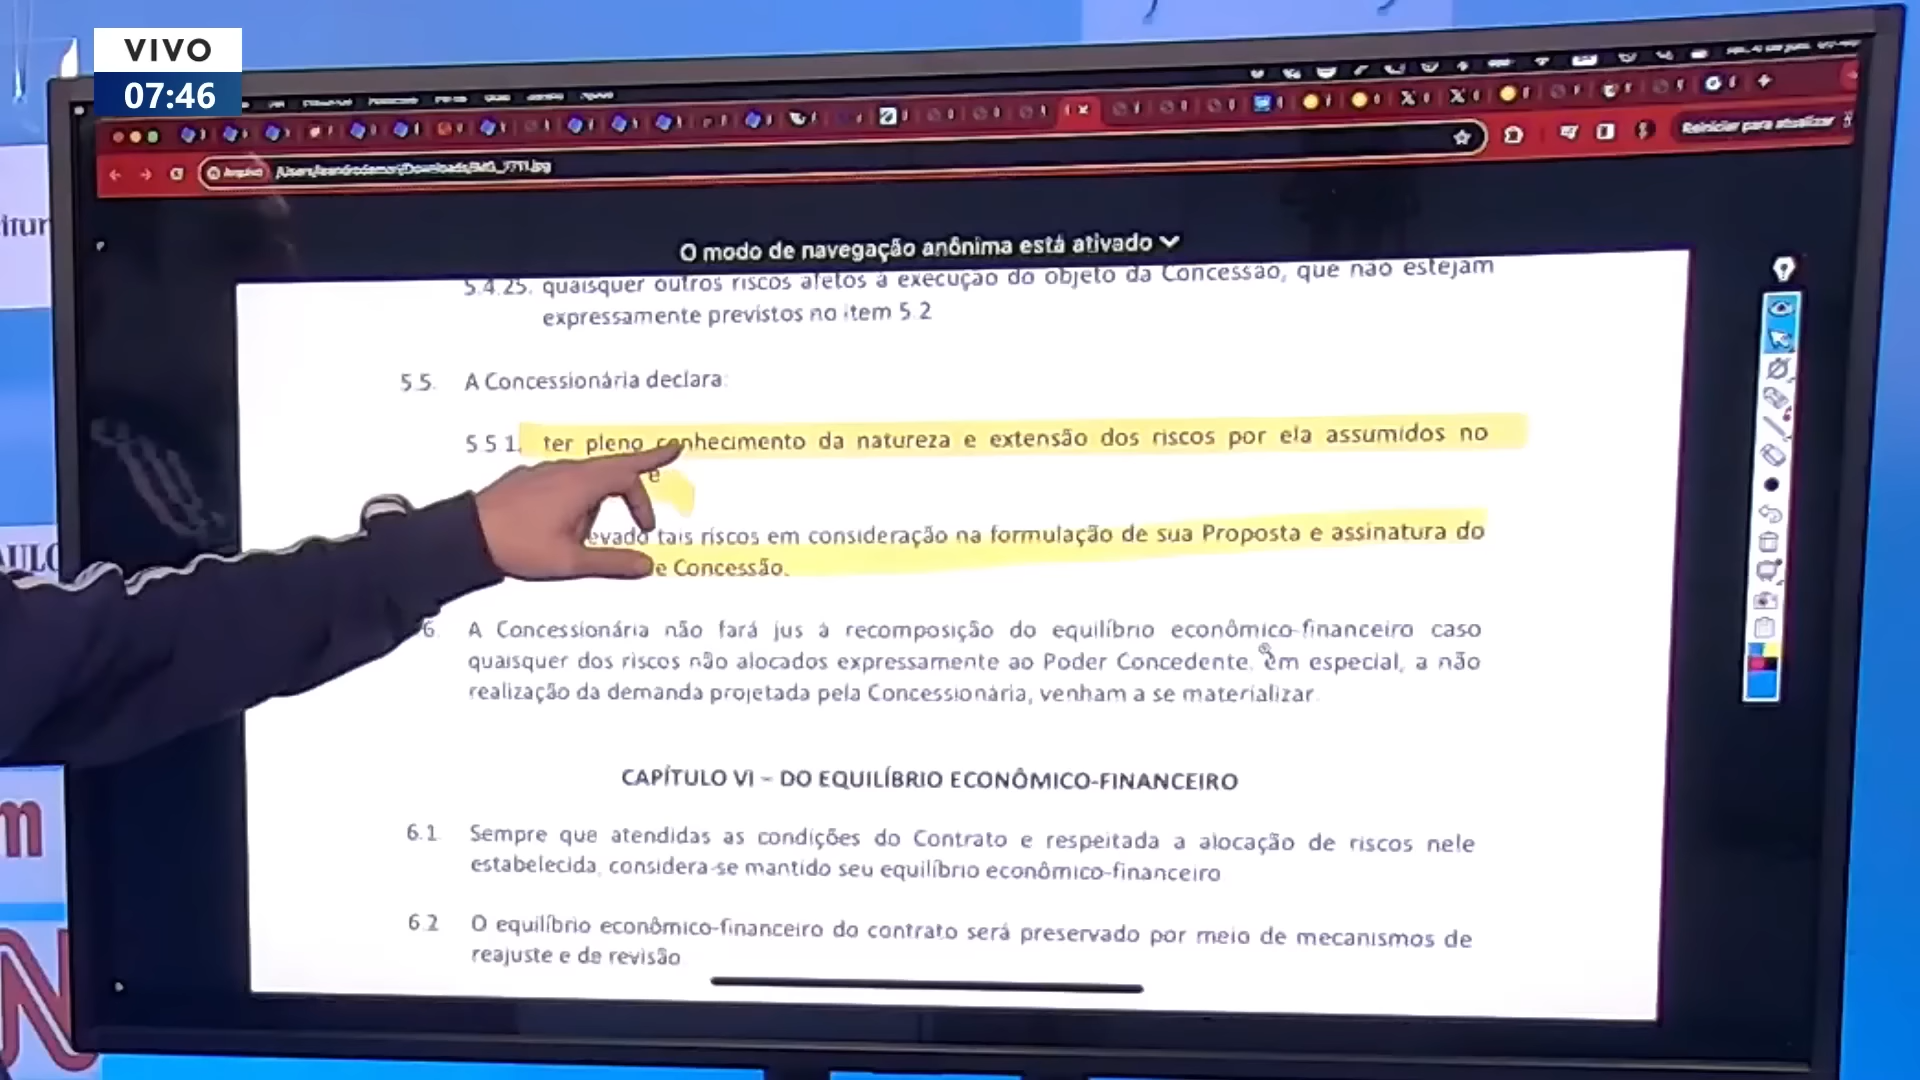 VIVO
07:46
Arquivo
Reiniciar para atualizar
O modo de navegação anônima está ativado
5.4.25. quaisquer outros riscos afetos à execução do objeto da Concessão, que não estejam
expressamente previstos no item 5.2
5.5. A Concessionária declara:
5.5.1. ter pleno conhecimento da natureza e extensão dos riscos por ela assumidos no
e
tais riscos em consideração na formulação de sua Proposta e assinatura do
e Concessão.
6. A Concessionária não fará jus à recomposição do equilíbrio econômico-financeiro caso
quaisquer dos riscos não alocados expressamente ao Poder Concedente, em especial, a não
realização da demanda projetada pela Concessionária, venham a se materializar.
CAPÍTULO VI – DO EQUILÍBRIO ECONÔMICO-FINANCEIRO
6.1 Sempre que atendidas as condições do Contrato e respeitada a alocação de riscos nele
estabelecida, considera-se mantido seu equilíbrio econômico-financeiro
6.2 O equilíbrio econômico-financeiro do contrato será preservado por meio de mecanismos de
reajuste e de revisão